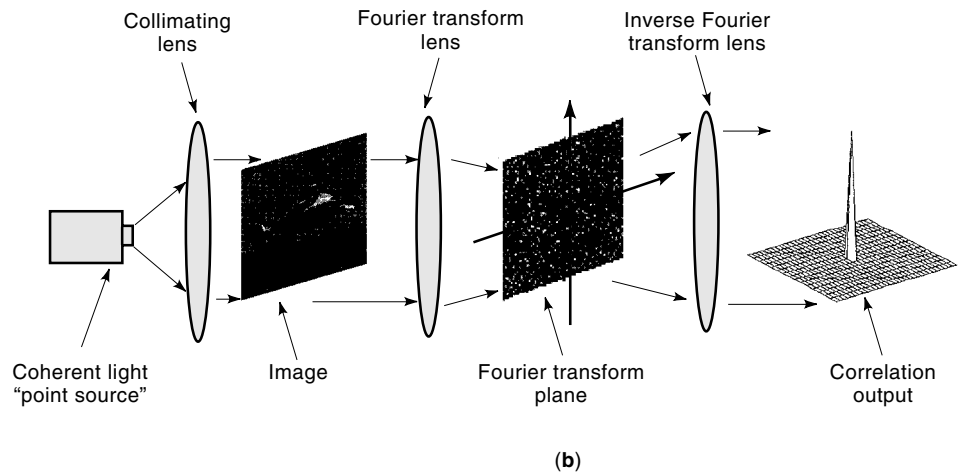 Collimating
lens
Fourier transform
lens
Inverse Fourier
transform lens
Coherent light
“point source”
Image
Fourier transform
plane
Correlation
output
(b)